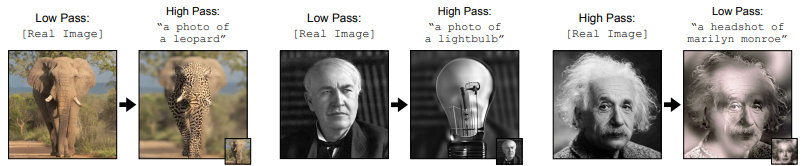 Low Pass:
[Real Image]
High Pass:
“a photo of
a leopard”
Low Pass:
[Real Image]
High Pass:
“a photo of
a lightbulb”
High Pass:
[Real Image]
Low Pass:
“a headshot of
marilyn monroe”